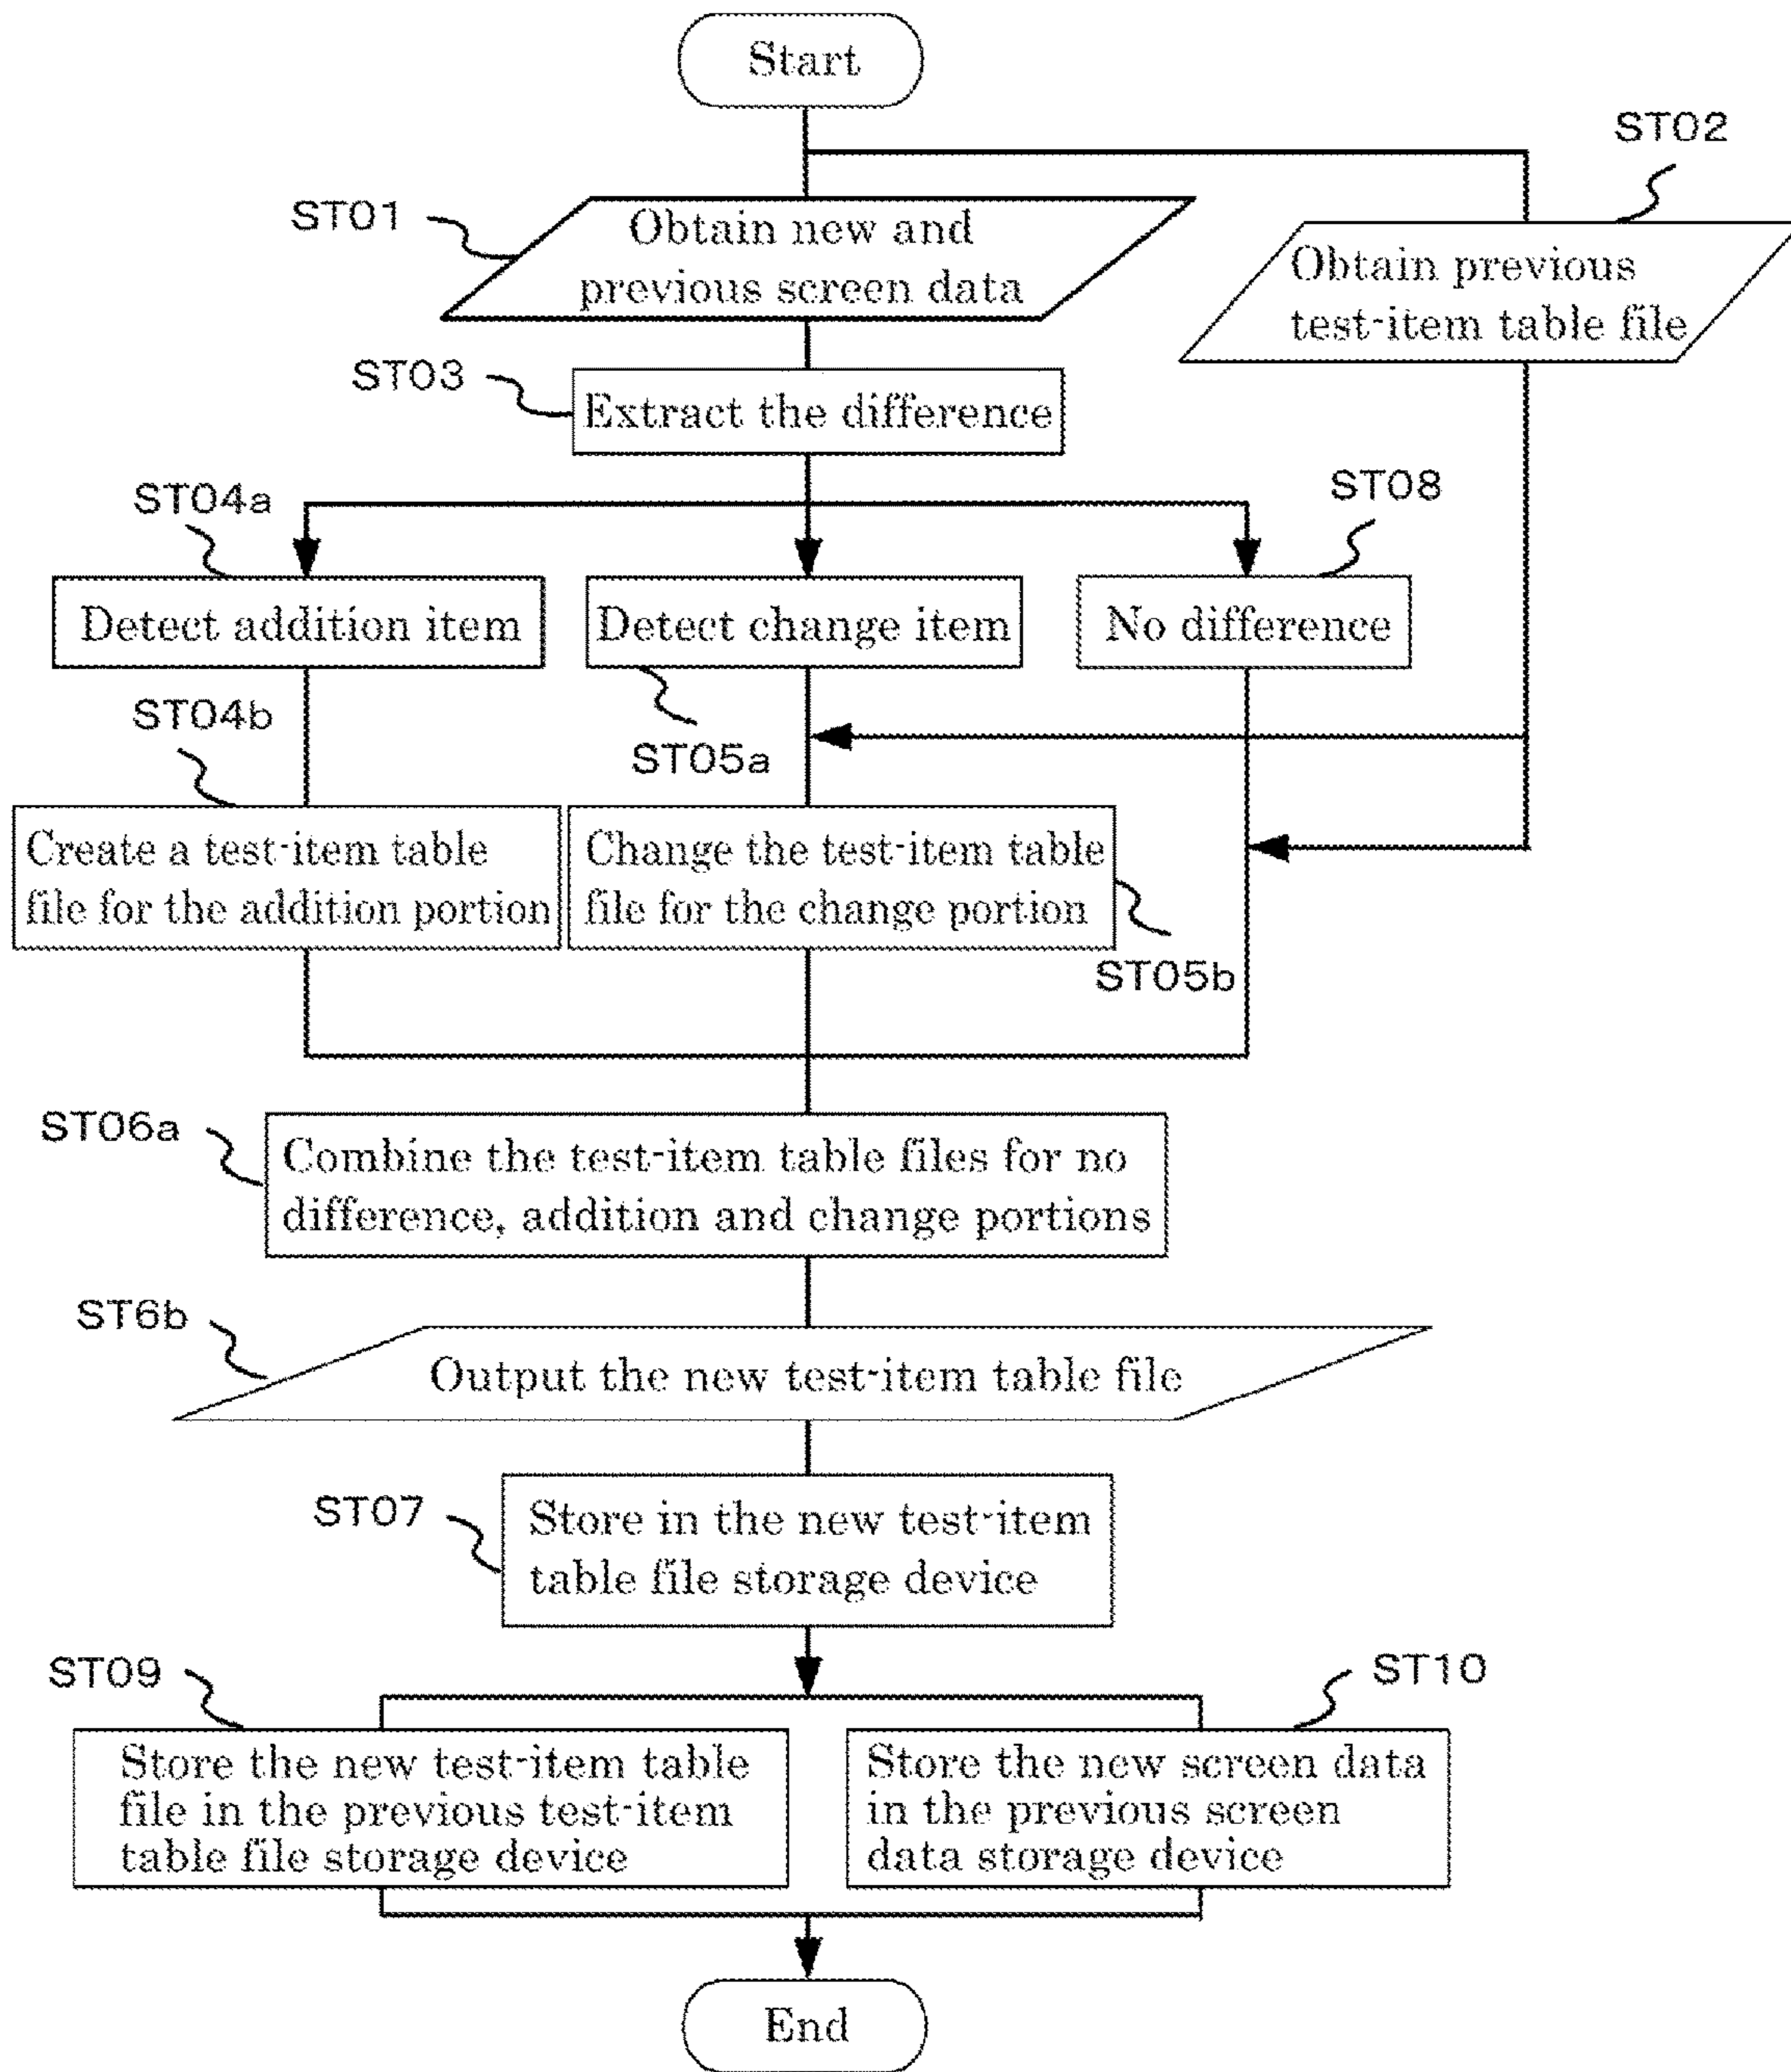 Start
ST02
ST01
Obtain new and
previous screen data
Obtain previous
test-item table file
ST03
Extract the difference
ST04a
ST08
Detect addition item
Detect change item
No difference
ST04b
ST05a
Create a test-item table
file for the addition portion
Change the test-item table
file for the change portion
ST05b
ST06a
Combine the test-item table files for no
difference, addition and change portions
ST6b
Output the new test-item table file
ST07
Store in the new test-item
table file storage device
ST09
ST10
Store the new test-item table
file in the previous test-item
table file storage device
Store the new screen data
in the previous screen
data storage device
End